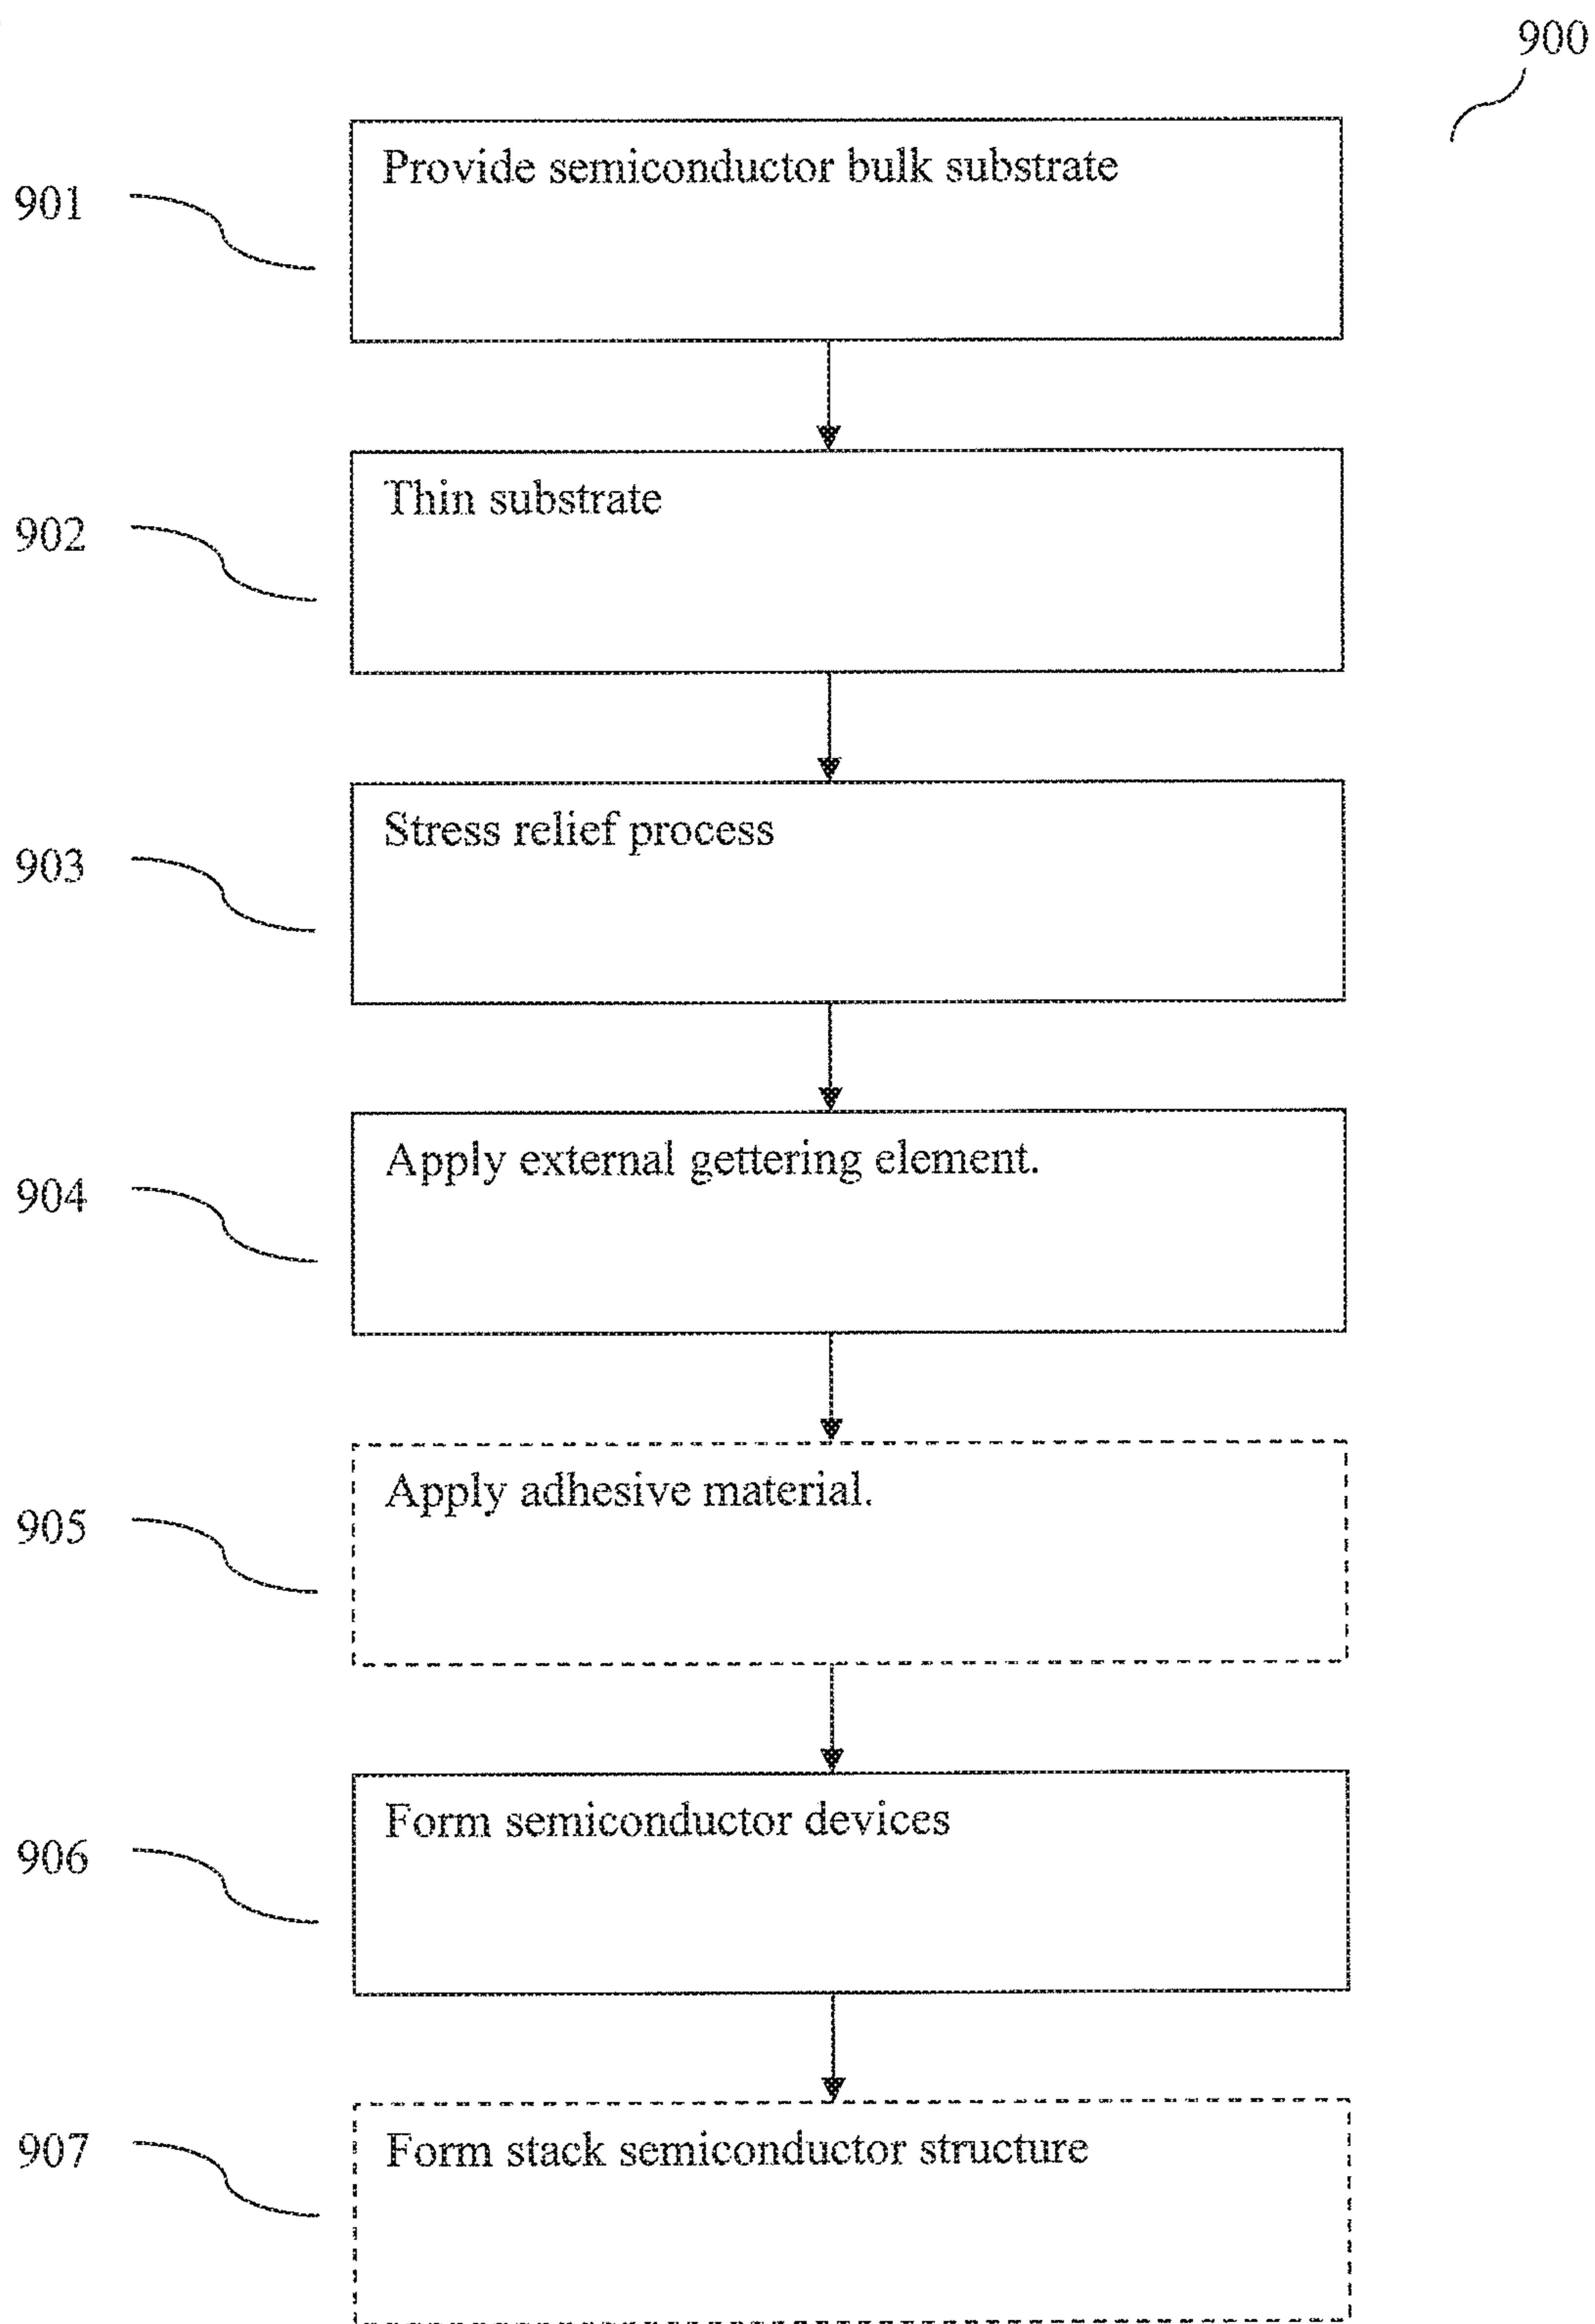 900
901
Provide semiconductor bulk substrate
902
Thin substrate
903
Stress relief process
904
Apply external gettering element.
905
Apply adhesive material.
906
Form semiconductor devices
907
Form stack semiconductor structure